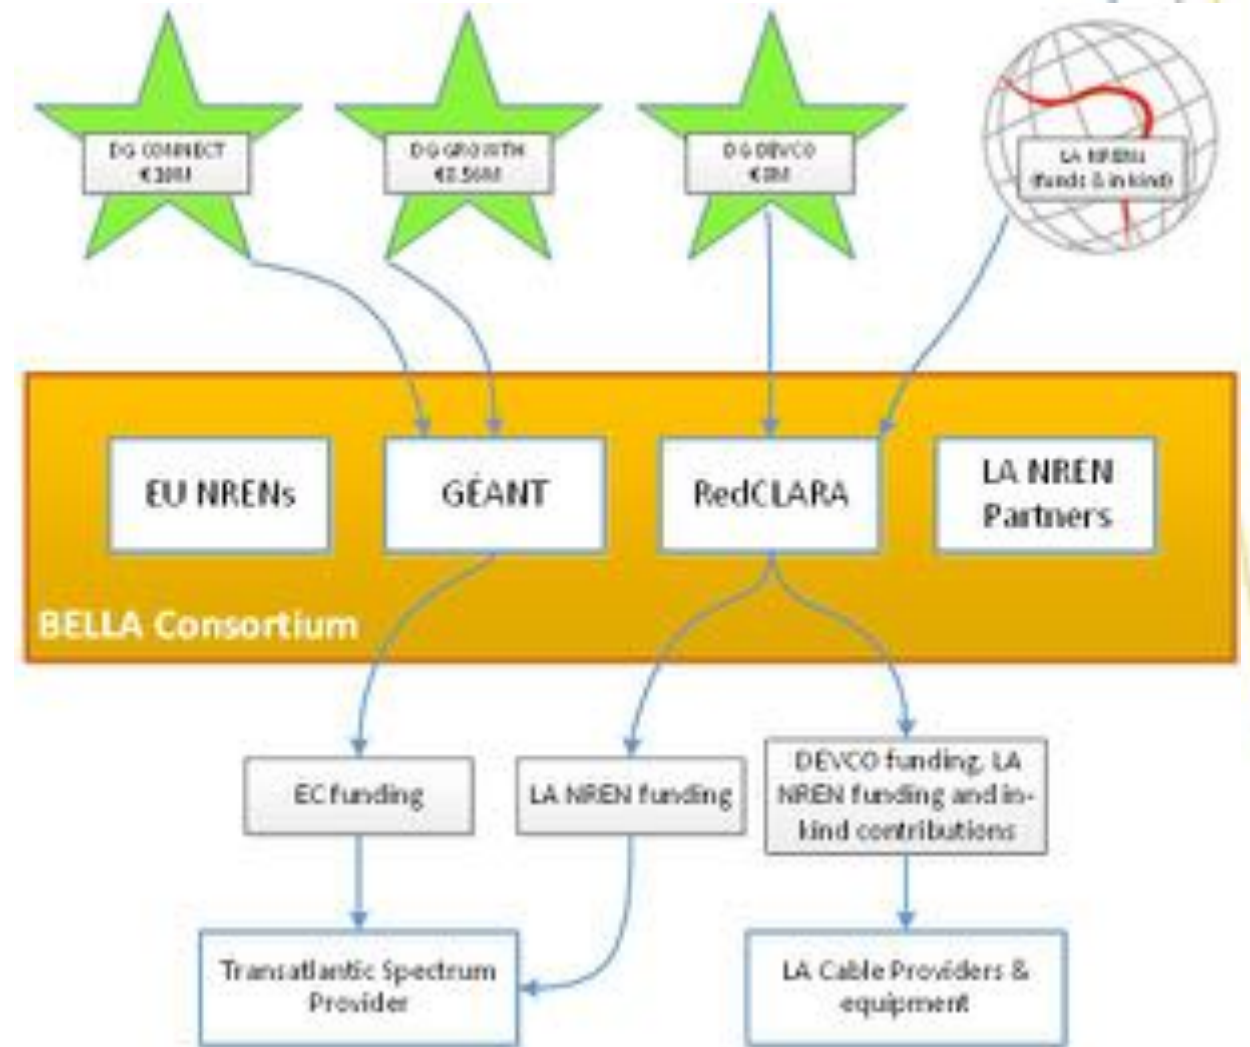 DG CONNECT
DG GROWTH
DG DEVCO
LA NRENs
(funds & in kind)
EU NRENs
GÉANT
RedCLARA
LA NREN
Partners
BELLA Consortium
EC funding
LA NREN funding
DEVCO funding, LA
NREN funding and in-
kind contributions
Transatlantic Spectrum
Provider
LA Cable Providers &
equipment